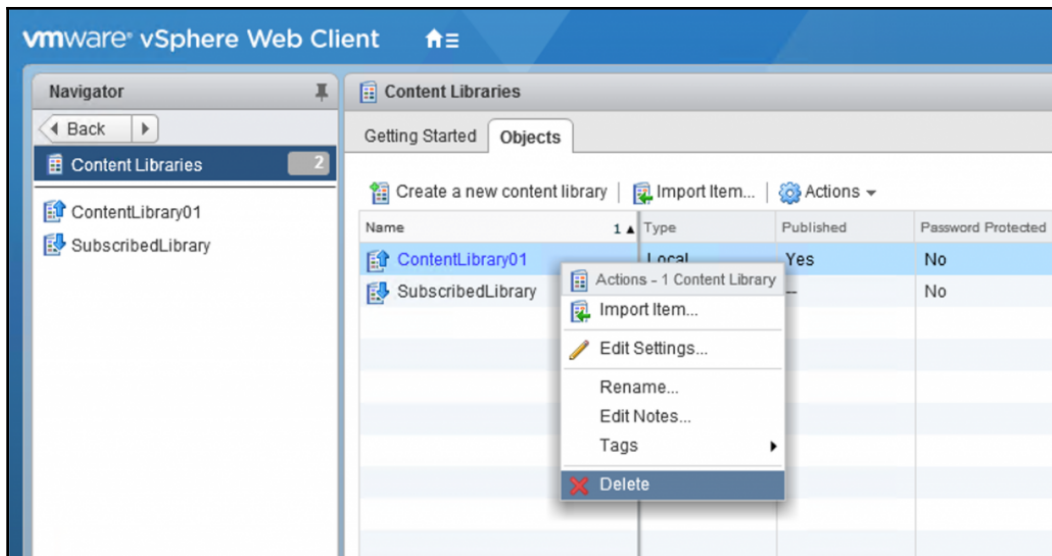 vmware® vSphere Web Client
Navigator
Back
Content Libraries 2
ContentLibrary01
SubscribedLibrary
Content Libraries
Getting Started Objects
Create a new content library Import Item... Actions
Name 1 Type Published Password Protected
ContentLibrary01 Local Yes No
SubscribedLibrary -- No
Actions - 1 Content Library
Import Item...
Edit Settings...
Rename...
Edit Notes...
Tags
Delete